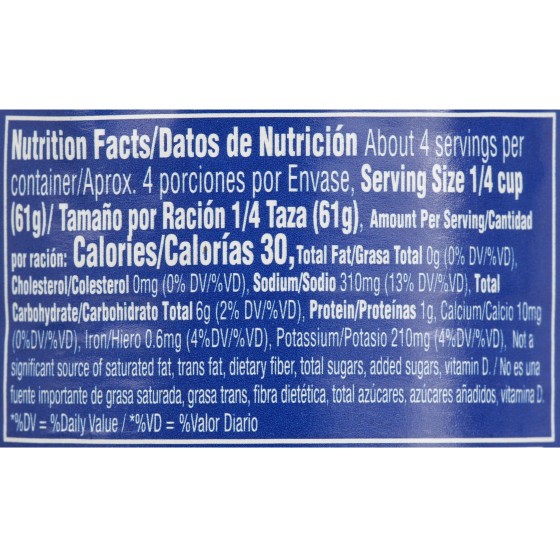 Nutrition Facts/Datos de Nutrición About 4 servings per
container/Aprox. 4 porciones por Envase, Serving Size 1/4 cup
(61g)/ Tamaño por Ración 1/4 Taza (61g), Amount Per Serving/Cantidad
por ración: Calories/Calorías 30, Total Fat/Grasa Total 0g (0% DV/%VD),
Cholesterol/Colesterol 0mg (0% DV/%VD), Sodium/Sodio 310mg (13% DV/%VD), Total
Carbohydrate/Carbohidrato Total 6g (2% DV/%VD), Protein/Proteínas 1g, Calcium/Calcio 10mg
(0%DV/%VD), Iron/Hiero 0.6mg (4%DV/%VD), Potassium/Potasio 210mg (4%DV/%VD), Not a
significant source of saturated fat, trans fat, dietary fiber, total sugars, added sugars, vitamin D. / No es una
fuente importante de grasa saturada, grasa trans, fibra dietética, total azúcares, azúcares añadidos, vitamina D.
*%DV = %Daily Value / *%VD = %Valor Diario